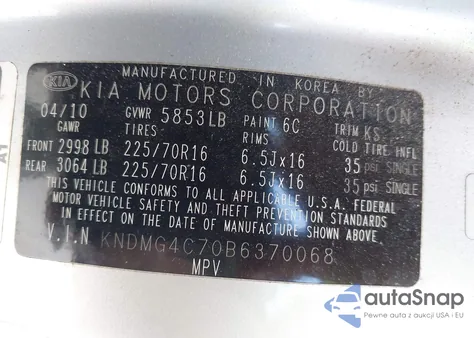 MANUFACTURED IN KOREA BY
KIA KIA MOTORS CORPORATION
04/10 GVWR 5853LB PAINT 6C TRIM KS
GAWR TIRES RIMS COLD TIRE INFL
FRONT 2998 LB 225/70R16 6.5Jx16 35 psi SINGLE
REAR 3064 LB 225/70R16 6.5Jx16 35 psi SINGLE
THIS VEHICLE CONFORMS TO ALL APPLICABLE U.S.A. FEDERAL
MOTOR VEHICLE SAFETY AND THEFT PREVENTION STANDARDS
IN EFFECT ON THE DATE OF MANUFACTURE SHOWN ABOVE.
V.I.N KNDMG4C70B6370068
MPV
A1
autoSnap
Pewne auta z aukcji USA i EU